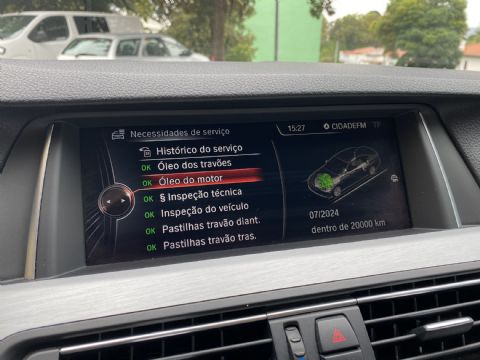 Necessidades de serviço
15:27 CIDADEFM TP
Histórico do serviço
OK Óleo dos travões
OK Óleo do motor
OK § Inspeção técnica
OK Inspeção do veículo
OK Pastilhas travão diant.
OK Pastilhas travão tras.
07/2024
dentro de 20000 km